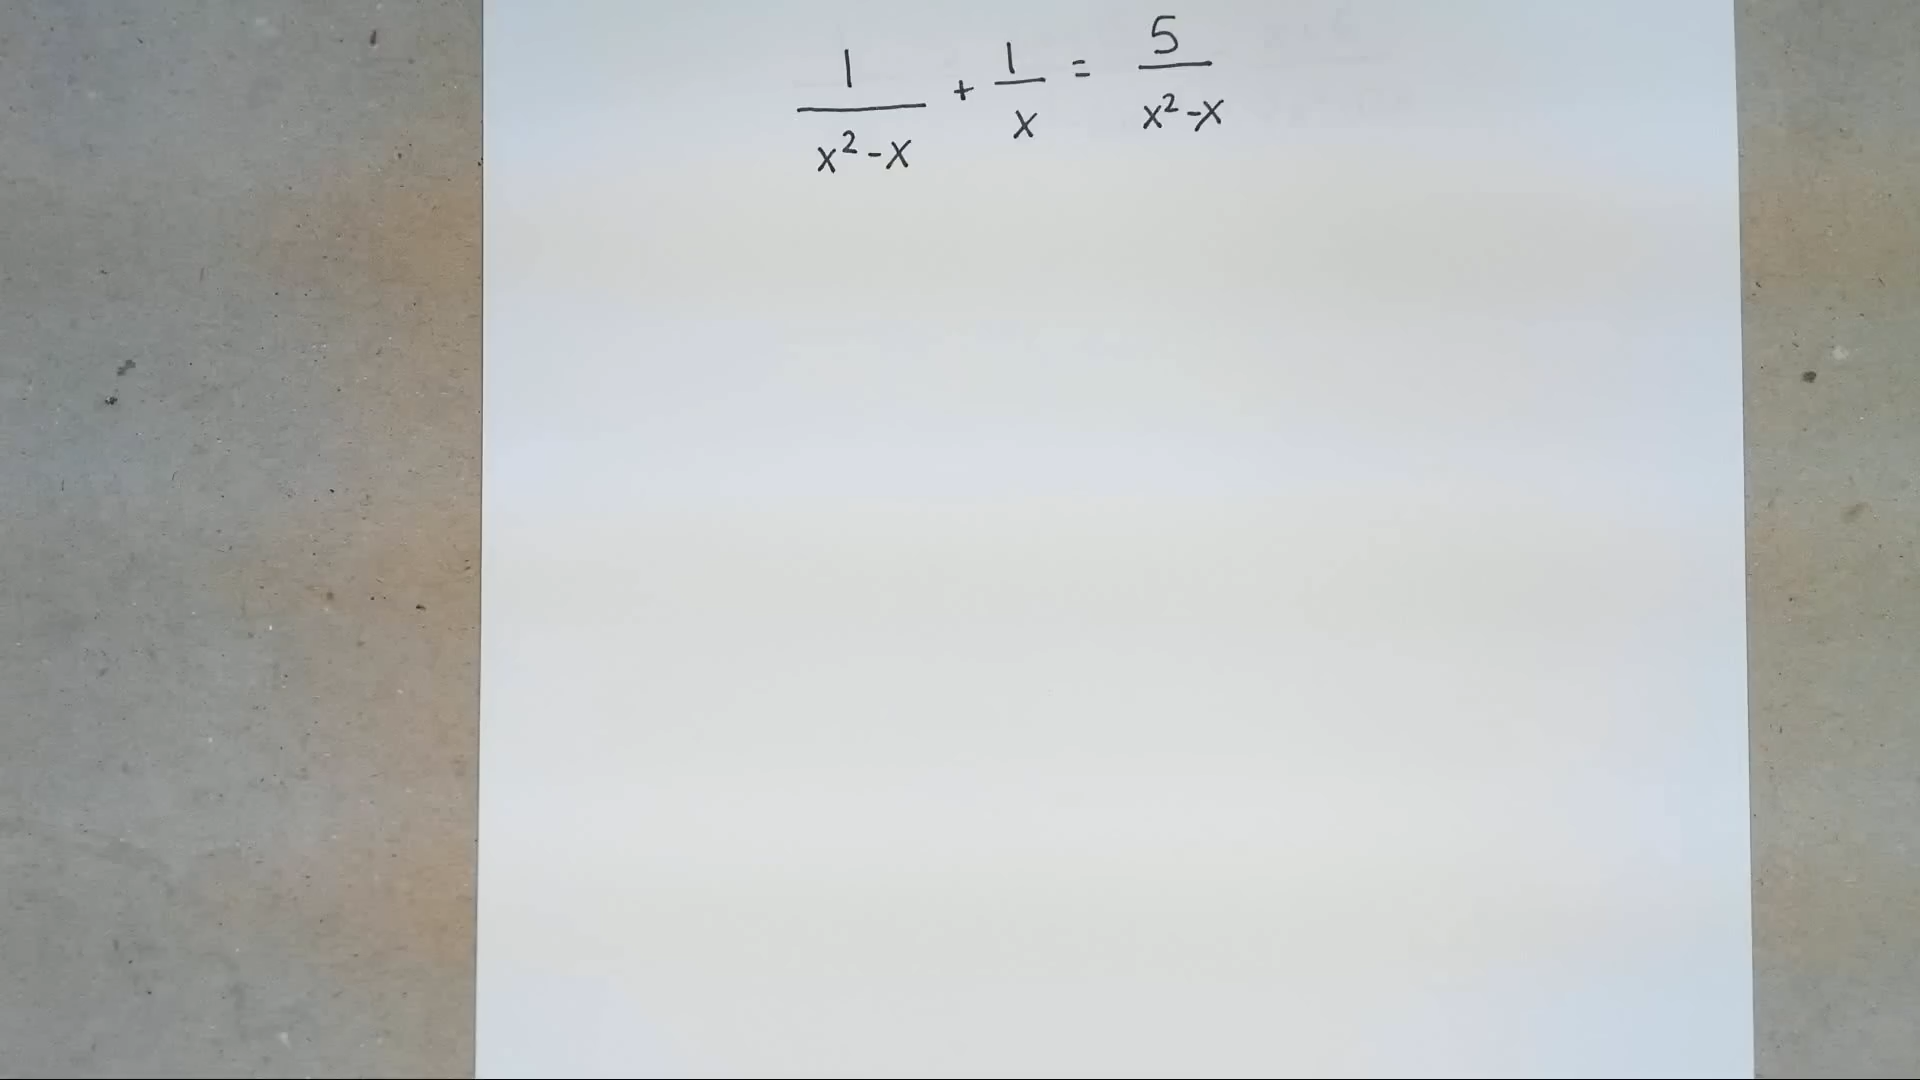 1/(x²-x) + 1/x = 5/(x²-x)